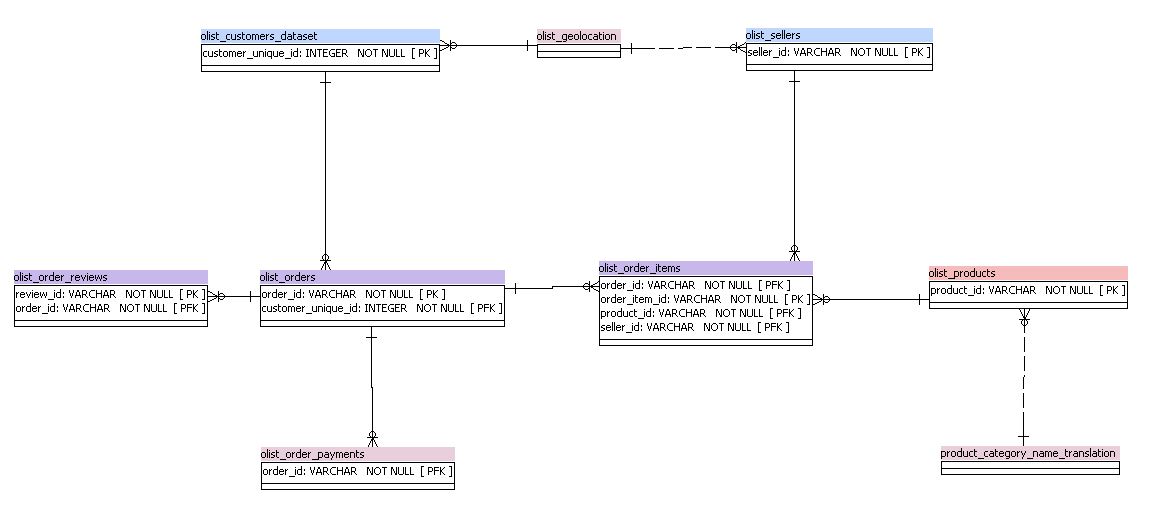 olist_customers_dataset
customer_unique_id: INTEGER NOT NULL [ PK ]
olist_geolocation
olist_sellers
seller_id: VARCHAR NOT NULL [ PK ]
olist_order_reviews
review_id: VARCHAR NOT NULL [ PK ]
order_id: VARCHAR NOT NULL [ PFK ]
olist_orders
order_id: VARCHAR NOT NULL [ PK ]
customer_unique_id: INTEGER NOT NULL [ PFK ]
olist_order_items
order_id: VARCHAR NOT NULL [ PFK ]
order_item_id: VARCHAR NOT NULL [ PK ]
product_id: VARCHAR NOT NULL [ PFK ]
seller_id: VARCHAR NOT NULL [ PFK ]
olist_products
product_id: VARCHAR NOT NULL [ PK ]
olist_order_payments
order_id: VARCHAR NOT NULL [ PFK ]
product_category_name_translation